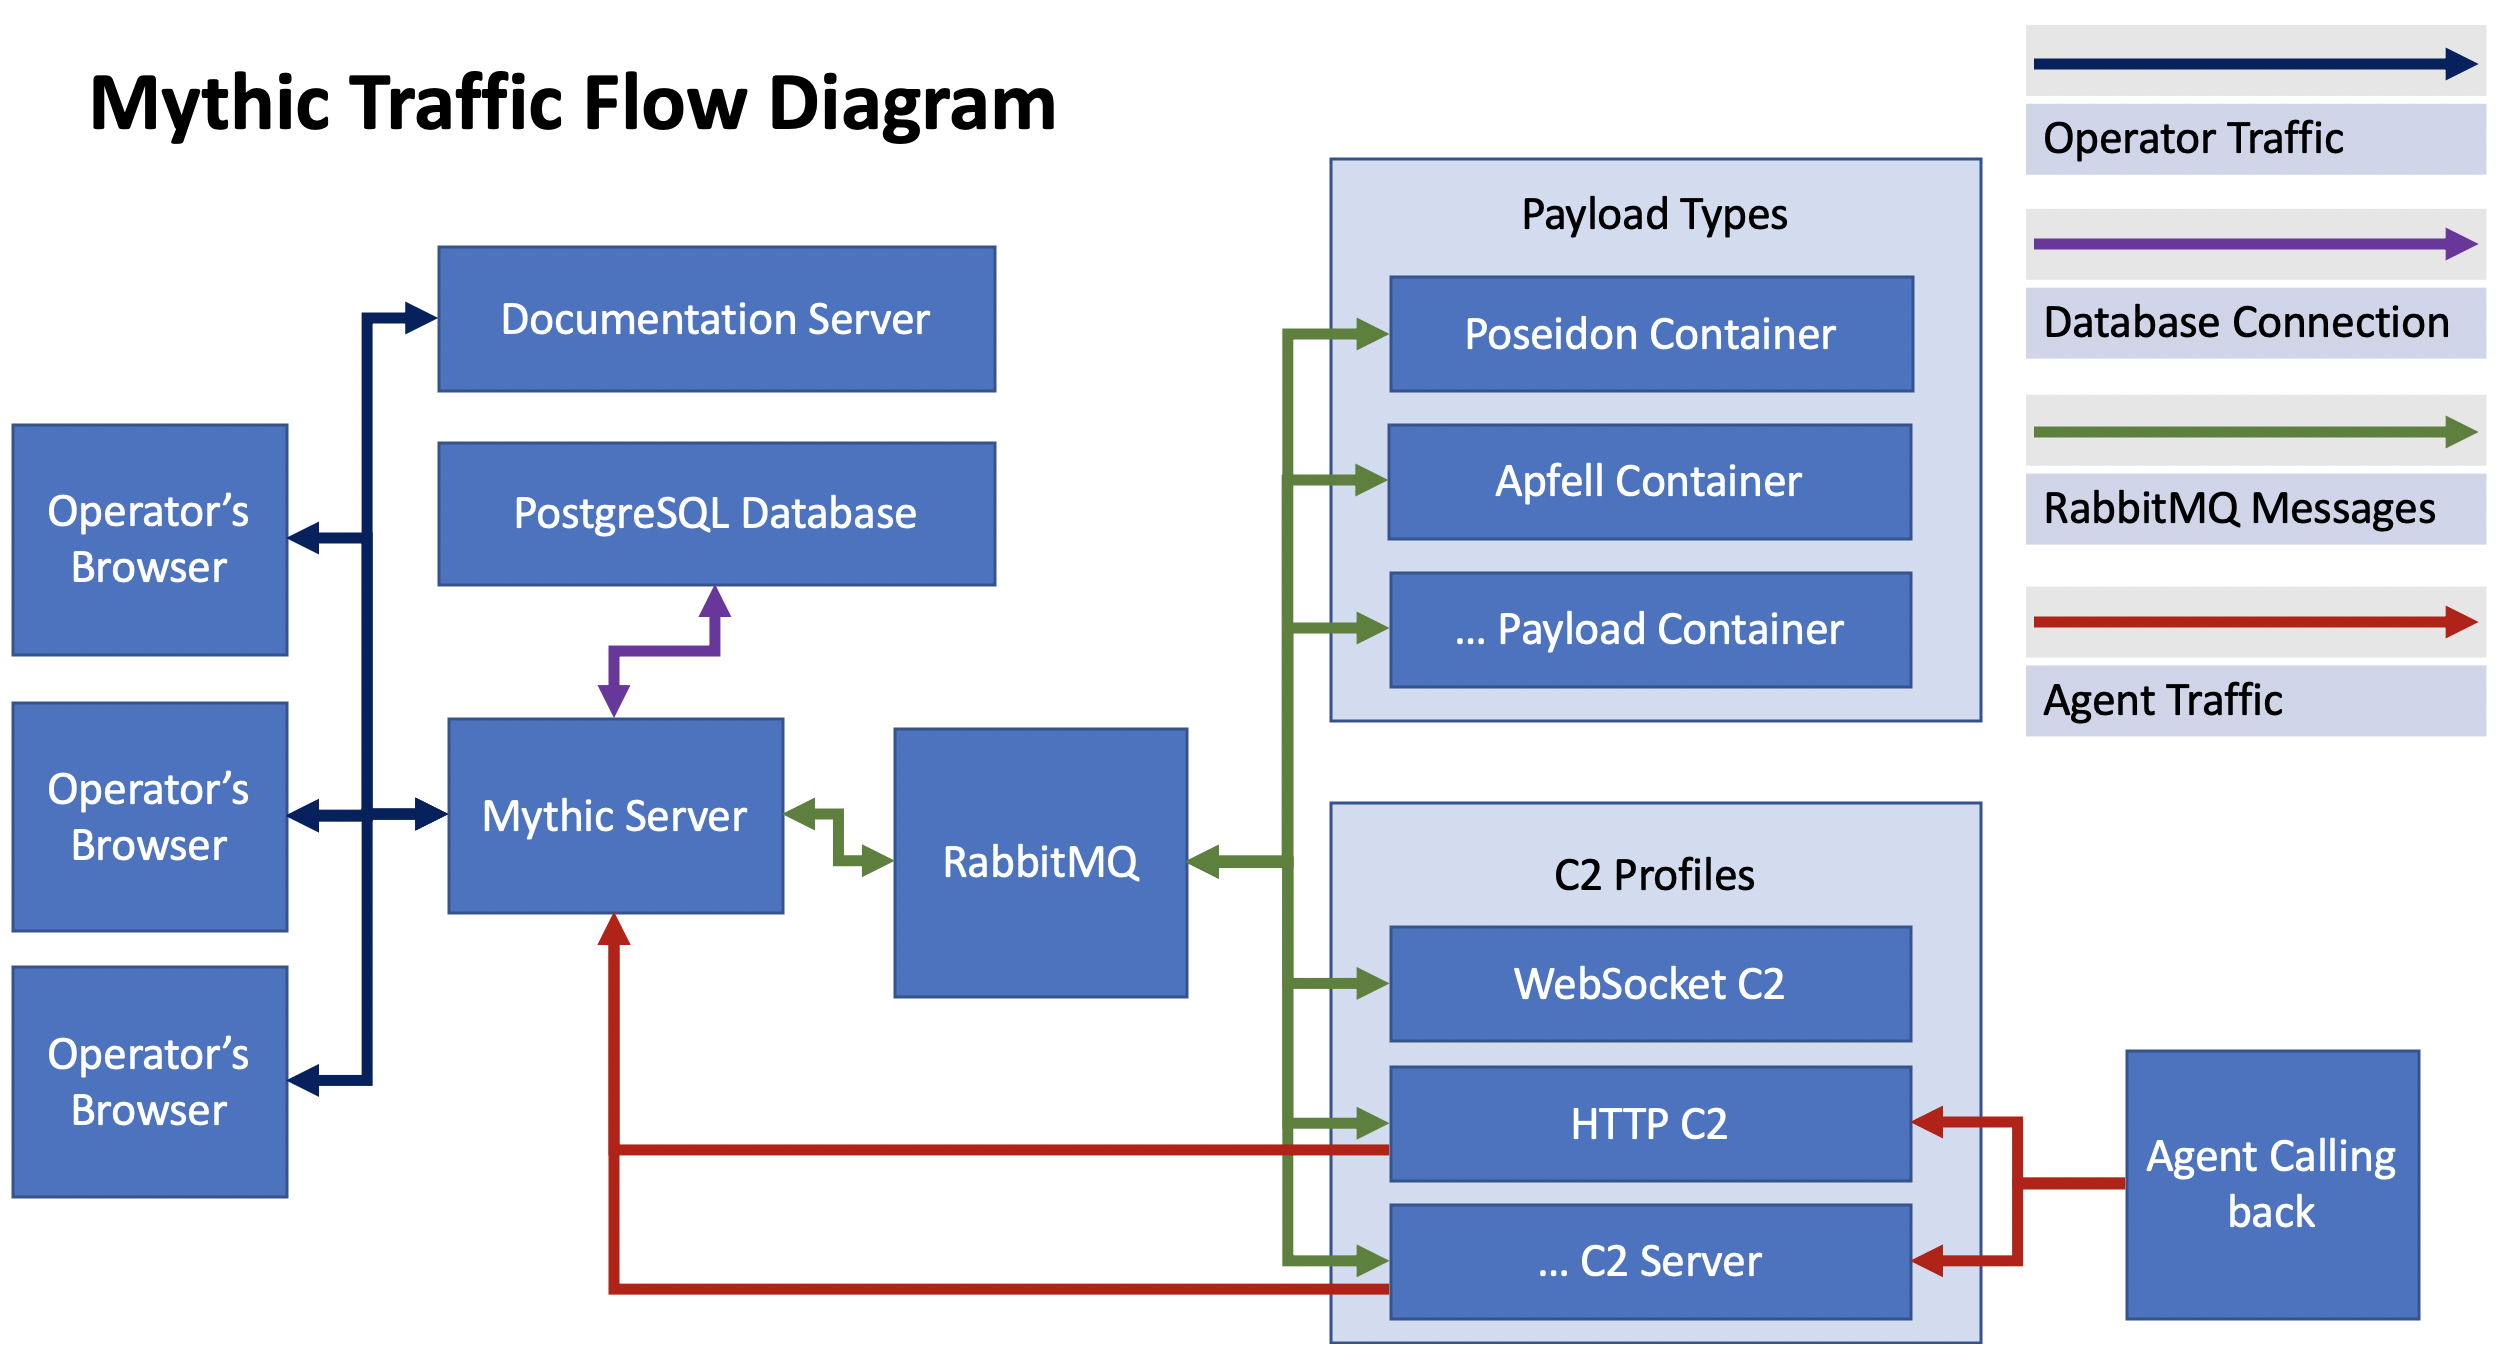 Mythic Traffic Flow Diagram
Operator Traffic
Database Connection
RabbitMQ Messages
Agent Traffic
Documentation Server
PostgreSQL Database
Operator’s
Browser
Operator’s
Browser
Operator’s
Browser
Mythic Server
RabbitMQ
Payload Types
Poseidon Container
Apfell Container
... Payload Container
C2 Profiles
WebSocket C2
HTTP C2
... C2 Server
Agent Calling
back